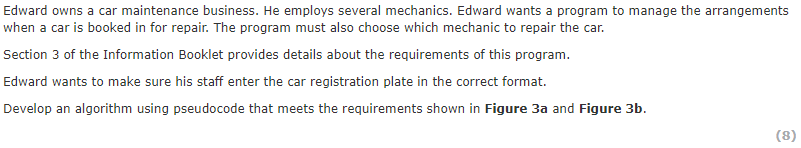 Edward owns a car maintenance business. He employs several mechanics. Edward wants a program to manage the arrangements
when a car is booked in for repair. The program must also choose which mechanic to repair the car.
Section 3 of the Information Booklet provides details about the requirements of this program.
Edward wants to make sure his staff enter the car registration plate in the correct format.
Develop an algorithm using pseudocode that meets the requirements shown in Figure 3a and Figure 3b.
(8)